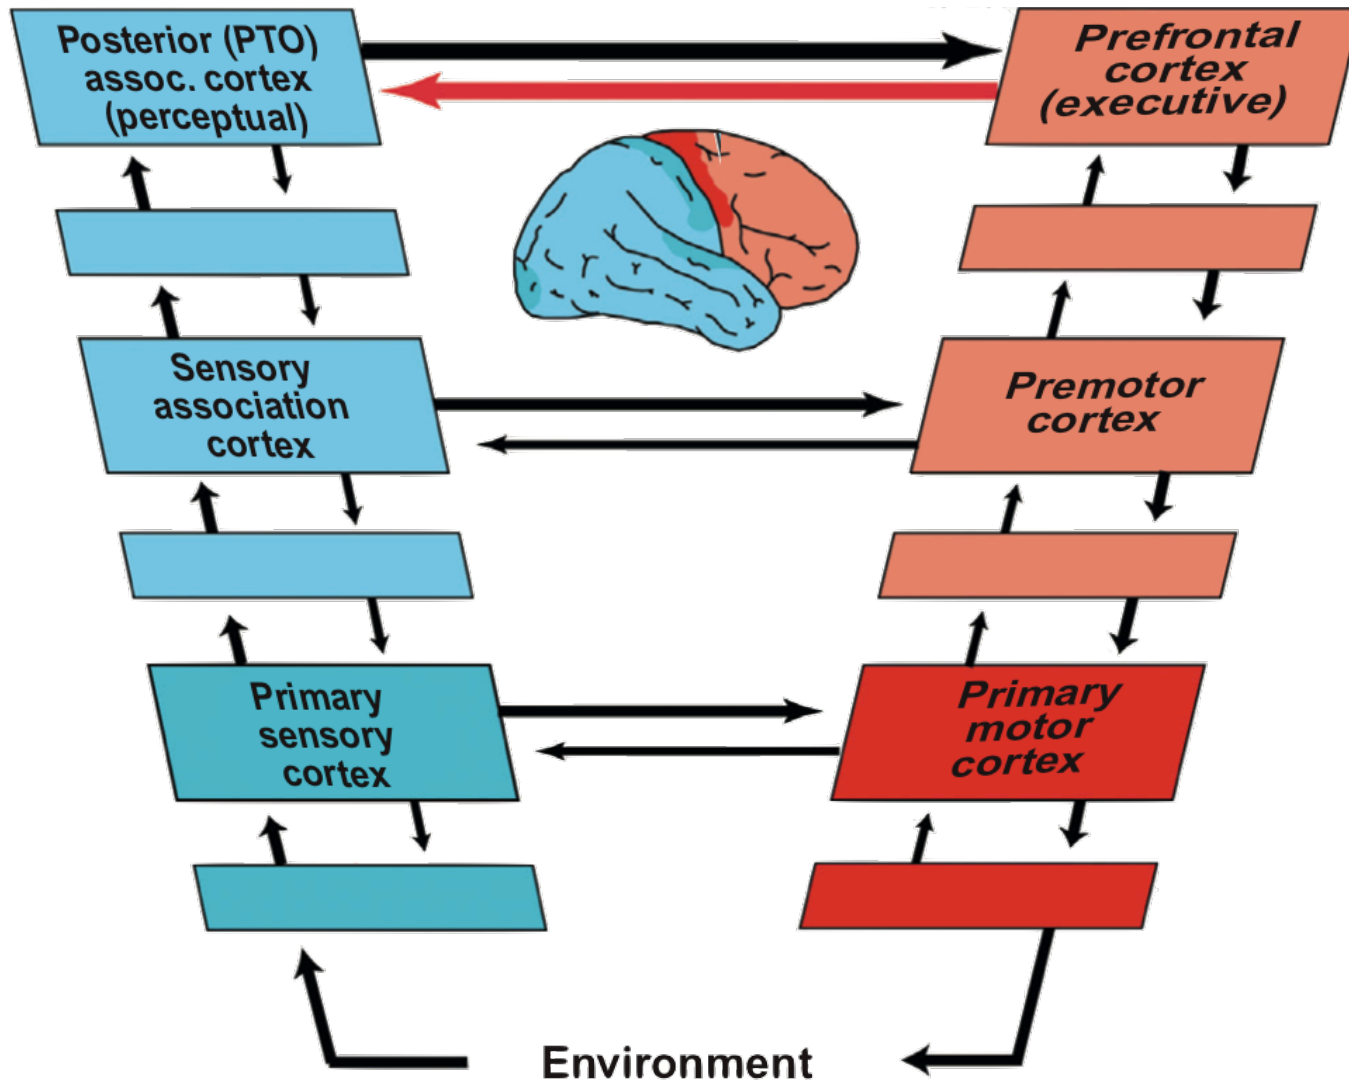 Posterior (PTO)
assoc. cortex
(perceptual)
Prefrontal
cortex
(executive)
Sensory
association
cortex
Premotor
cortex
Primary
sensory
cortex
Primary
motor
cortex
Environment